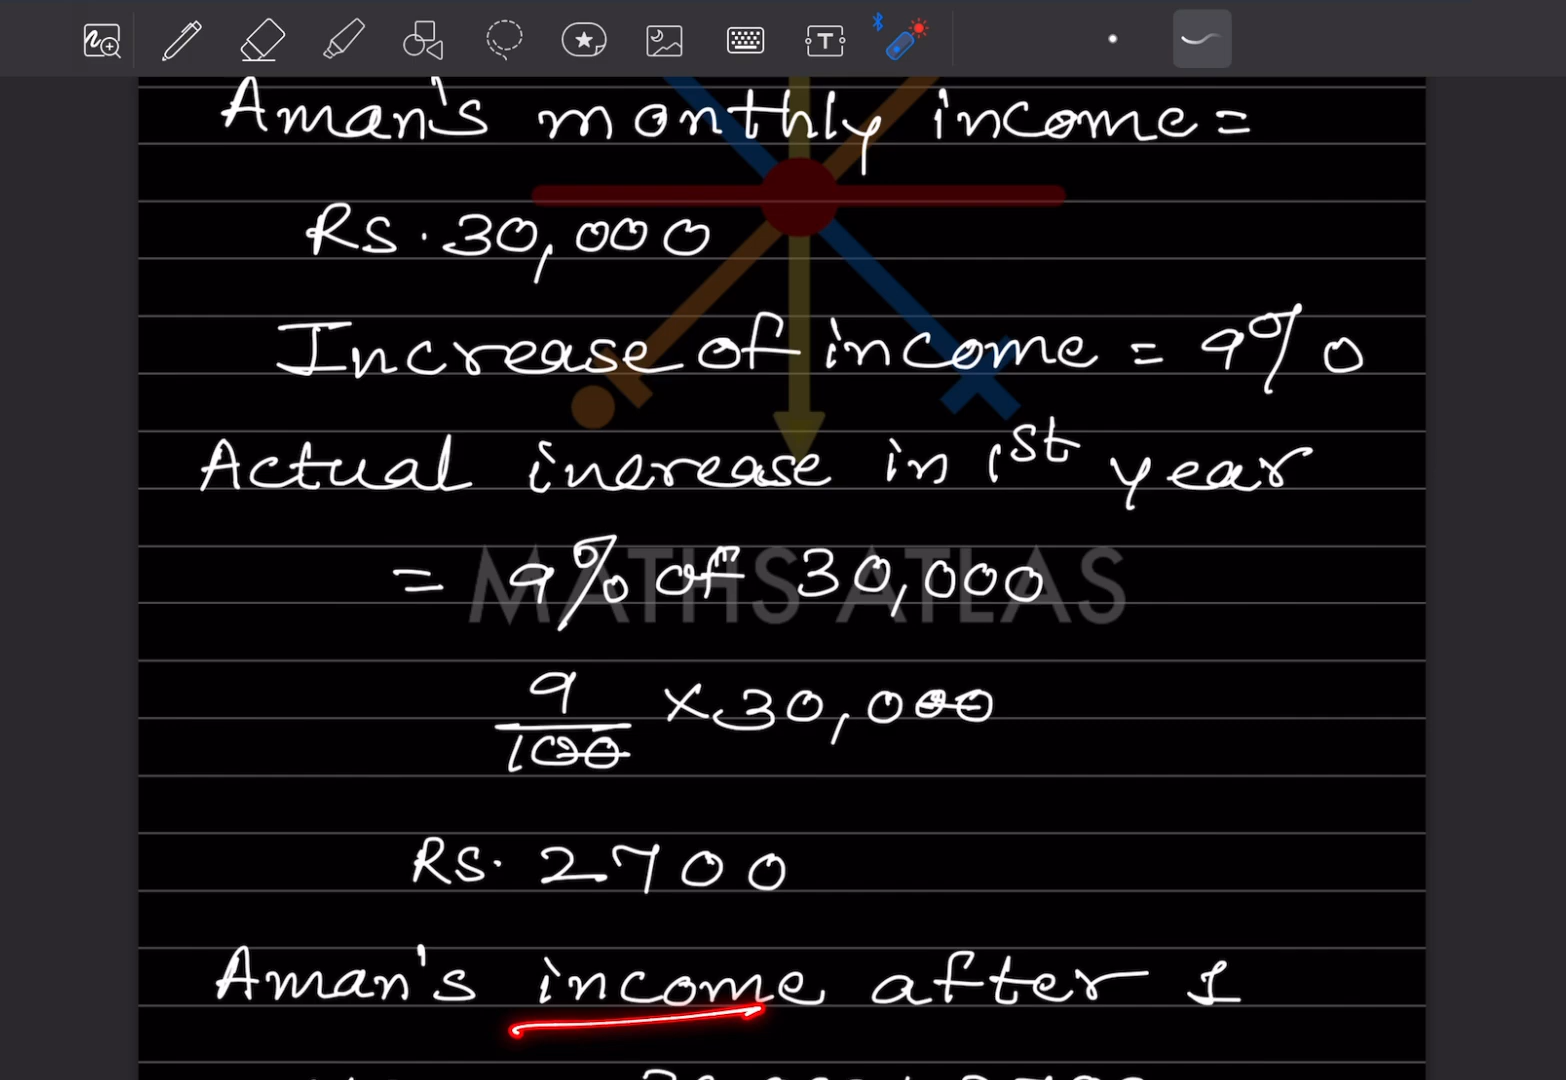 Aman's monthly income =
Rs. 30,000
Increase of income = 9%
Actual increase in 1st year
= 9% of 30,000
MATHS ATLAS
9/100 × 30,000
Rs. 2700
Aman's income after 1